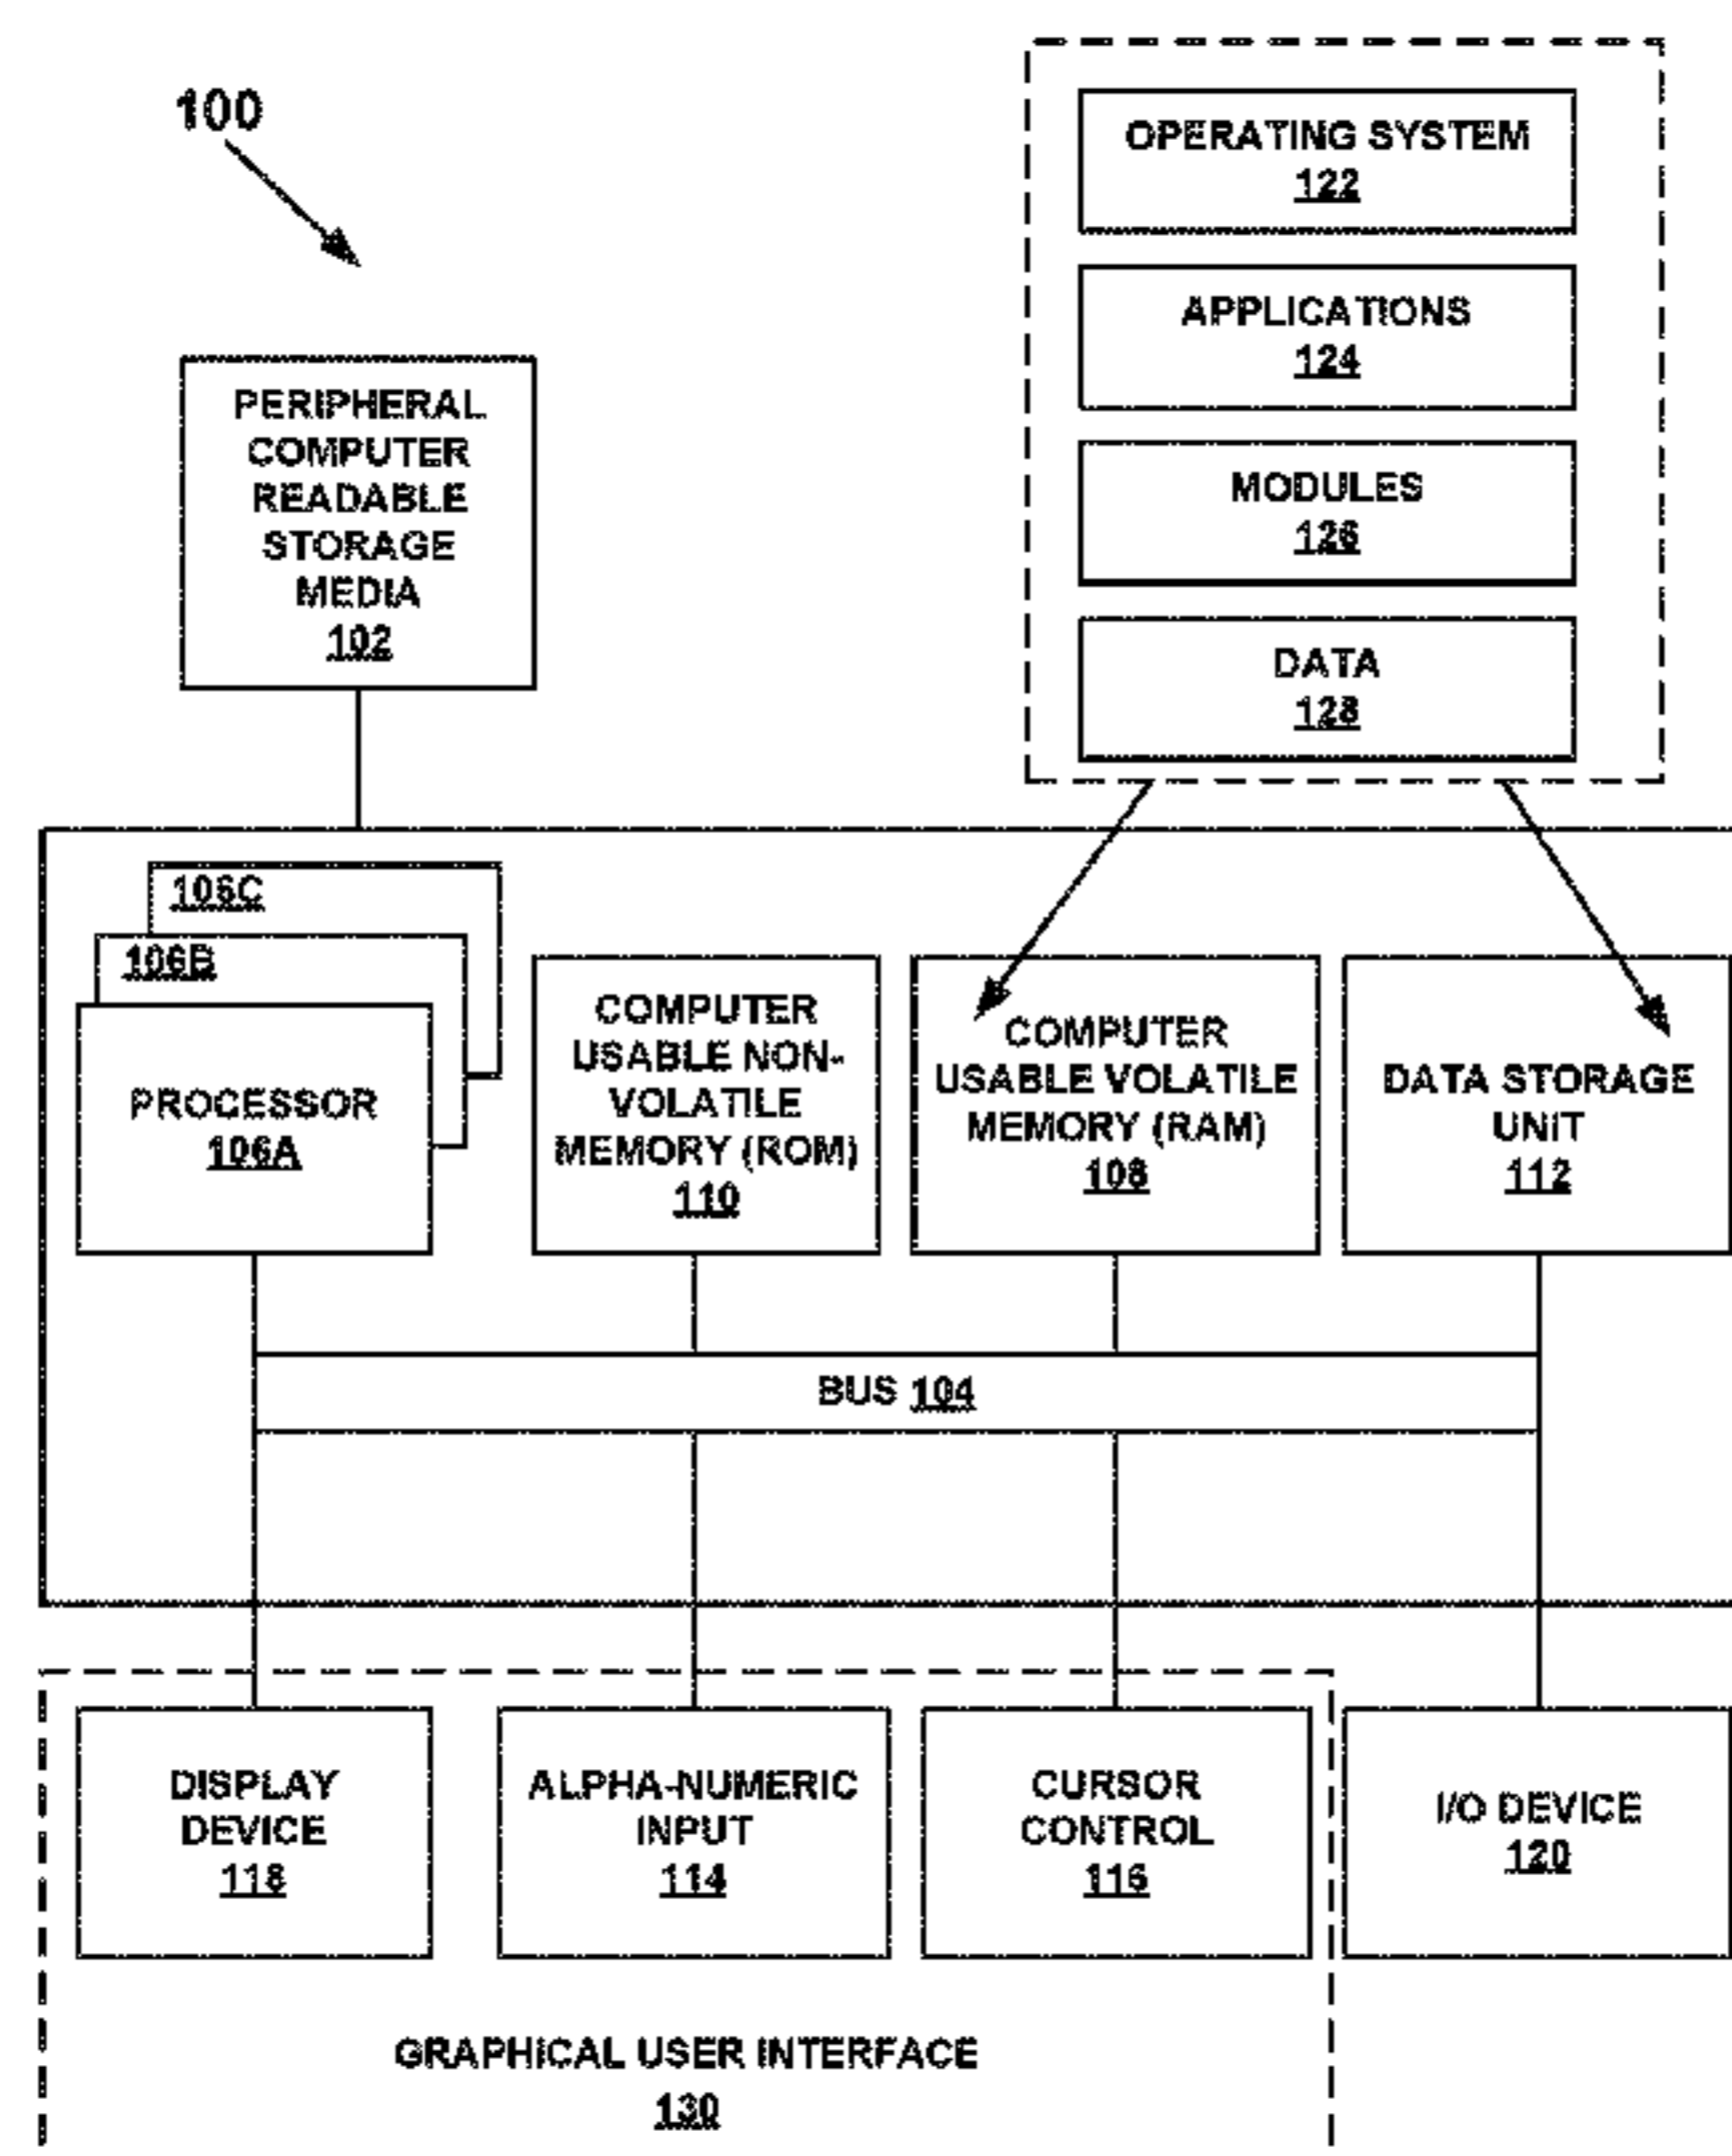 100
OPERATING SYSTEM
122
APPLICATIONS
124
MODULES
126
DATA
128
PERIPHERAL
COMPUTER
READABLE
STORAGE
MEDIA
102
106C
106B
PROCESSOR
106A
COMPUTER
USABLE NON-
VOLATILE
MEMORY (ROM)
110
COMPUTER
USABLE VOLATILE
MEMORY (RAM)
108
DATA STORAGE
UNIT
112
BUS 104
DISPLAY
DEVICE
118
ALPHA-NUMERIC
INPUT
114
CURSOR
CONTROL
116
I/O DEVICE
120
GRAPHICAL USER INTERFACE
130